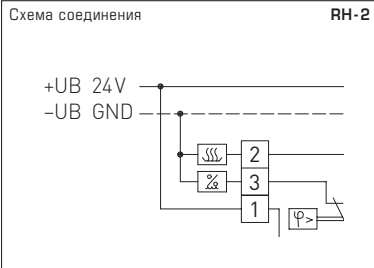 Схема соединения RH-2
+UB 24V
–UB GND
2
% 3
1
φ>